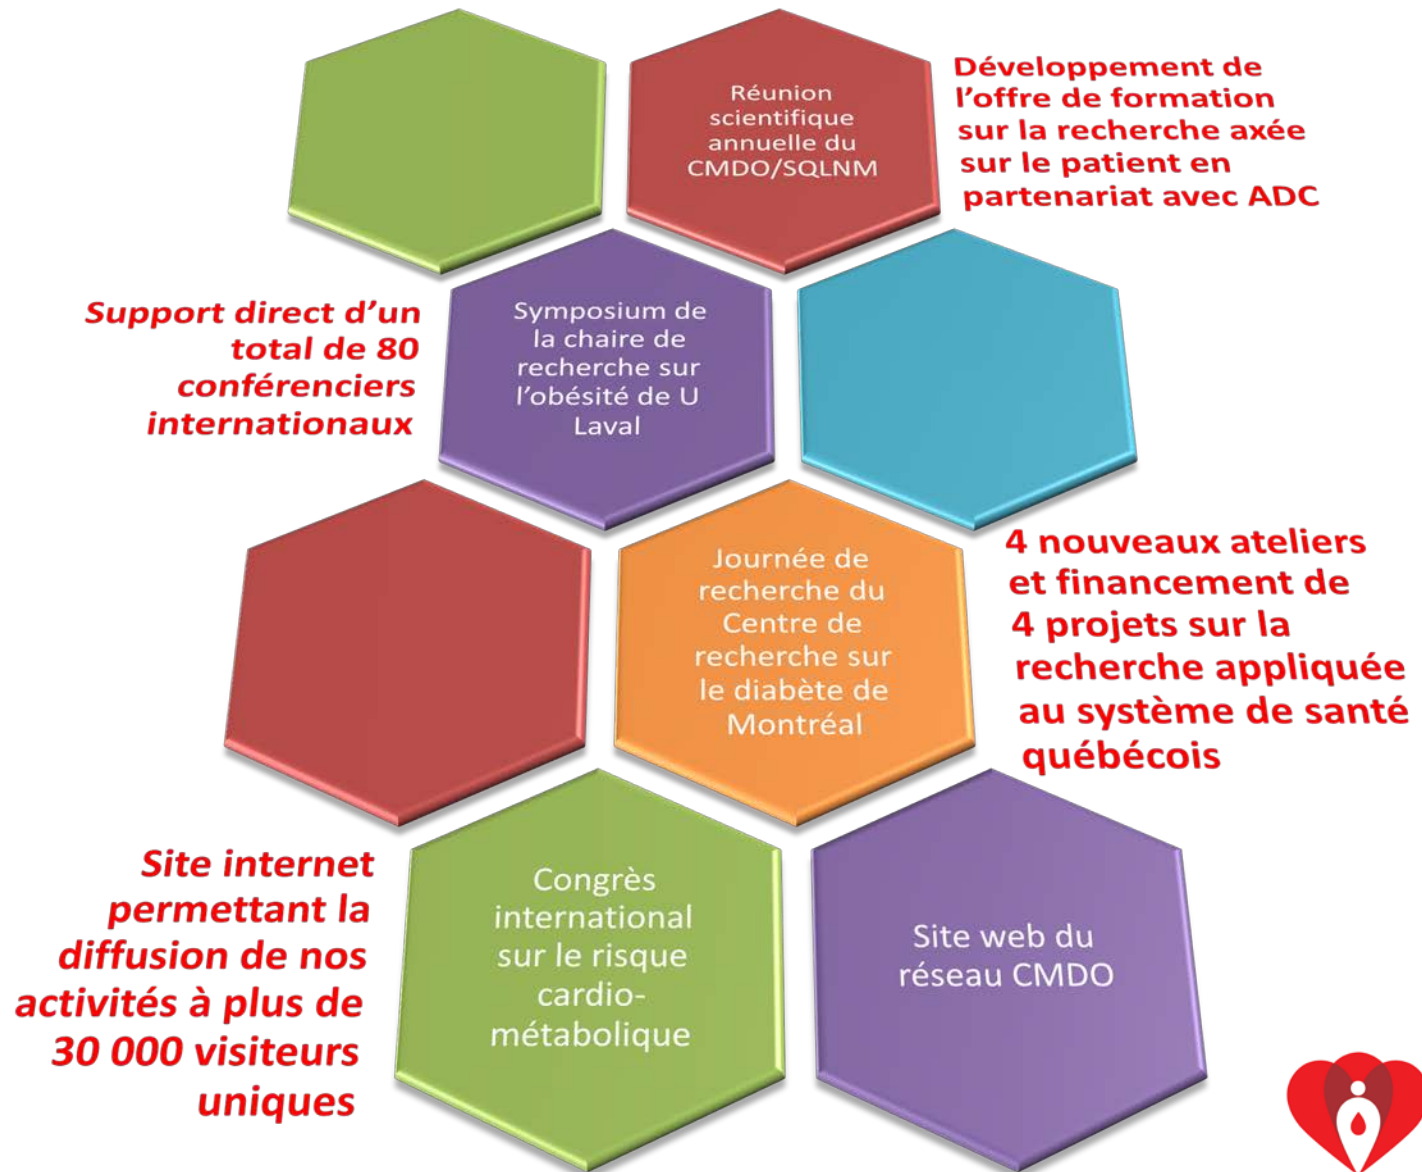 Réunion
scientifique
annuelle du
CMDO/SQLNM
Développement de
l'offre de formation
sur la recherche axée
sur le patient en
partenariat avec ADC
Support direct d'un
total de 80
conférenciers
internationaux
Symposium de
la chaire de
recherche sur
l'obésité de U
Laval
Journée de
recherche du
Centre de
recherche sur
le diabète de
Montréal
4 nouveaux ateliers
et financement de
4 projets sur la
recherche appliquée
au système de santé
québécois
Site internet
permettant la
diffusion de nos
activités à plus de
30 000 visiteurs
uniques
Congrès
international
sur le risque
cardio-
métabolique
Site web du
réseau CMDO